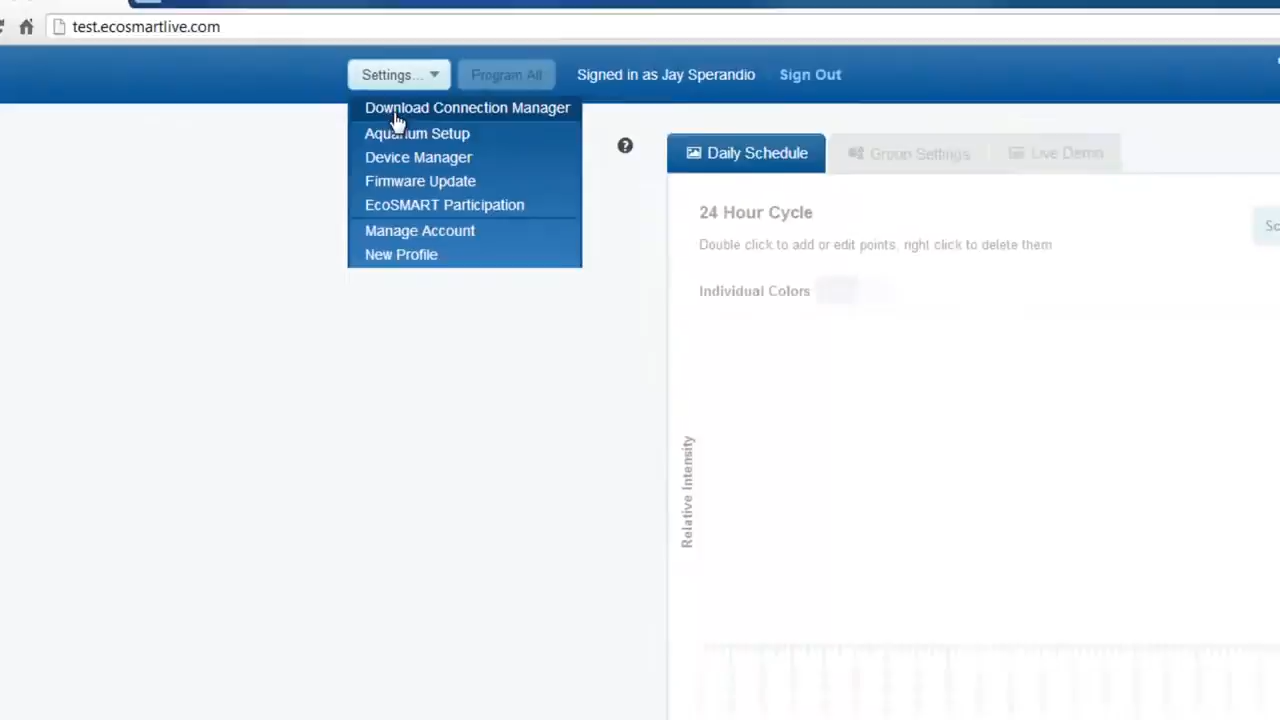 test.ecosmartlive.com
Settings... Program All Signed in as Jay Sperandio Sign Out
Download Connection Manager
Aquarium Setup
Device Manager
Firmware Update
EcoSMART Participation
Manage Account
New Profile
?
Daily Schedule Group Settings Live Demo
24 Hour Cycle
Double click to add or edit points, right click to delete them
Individual Colors
Relative Intensity